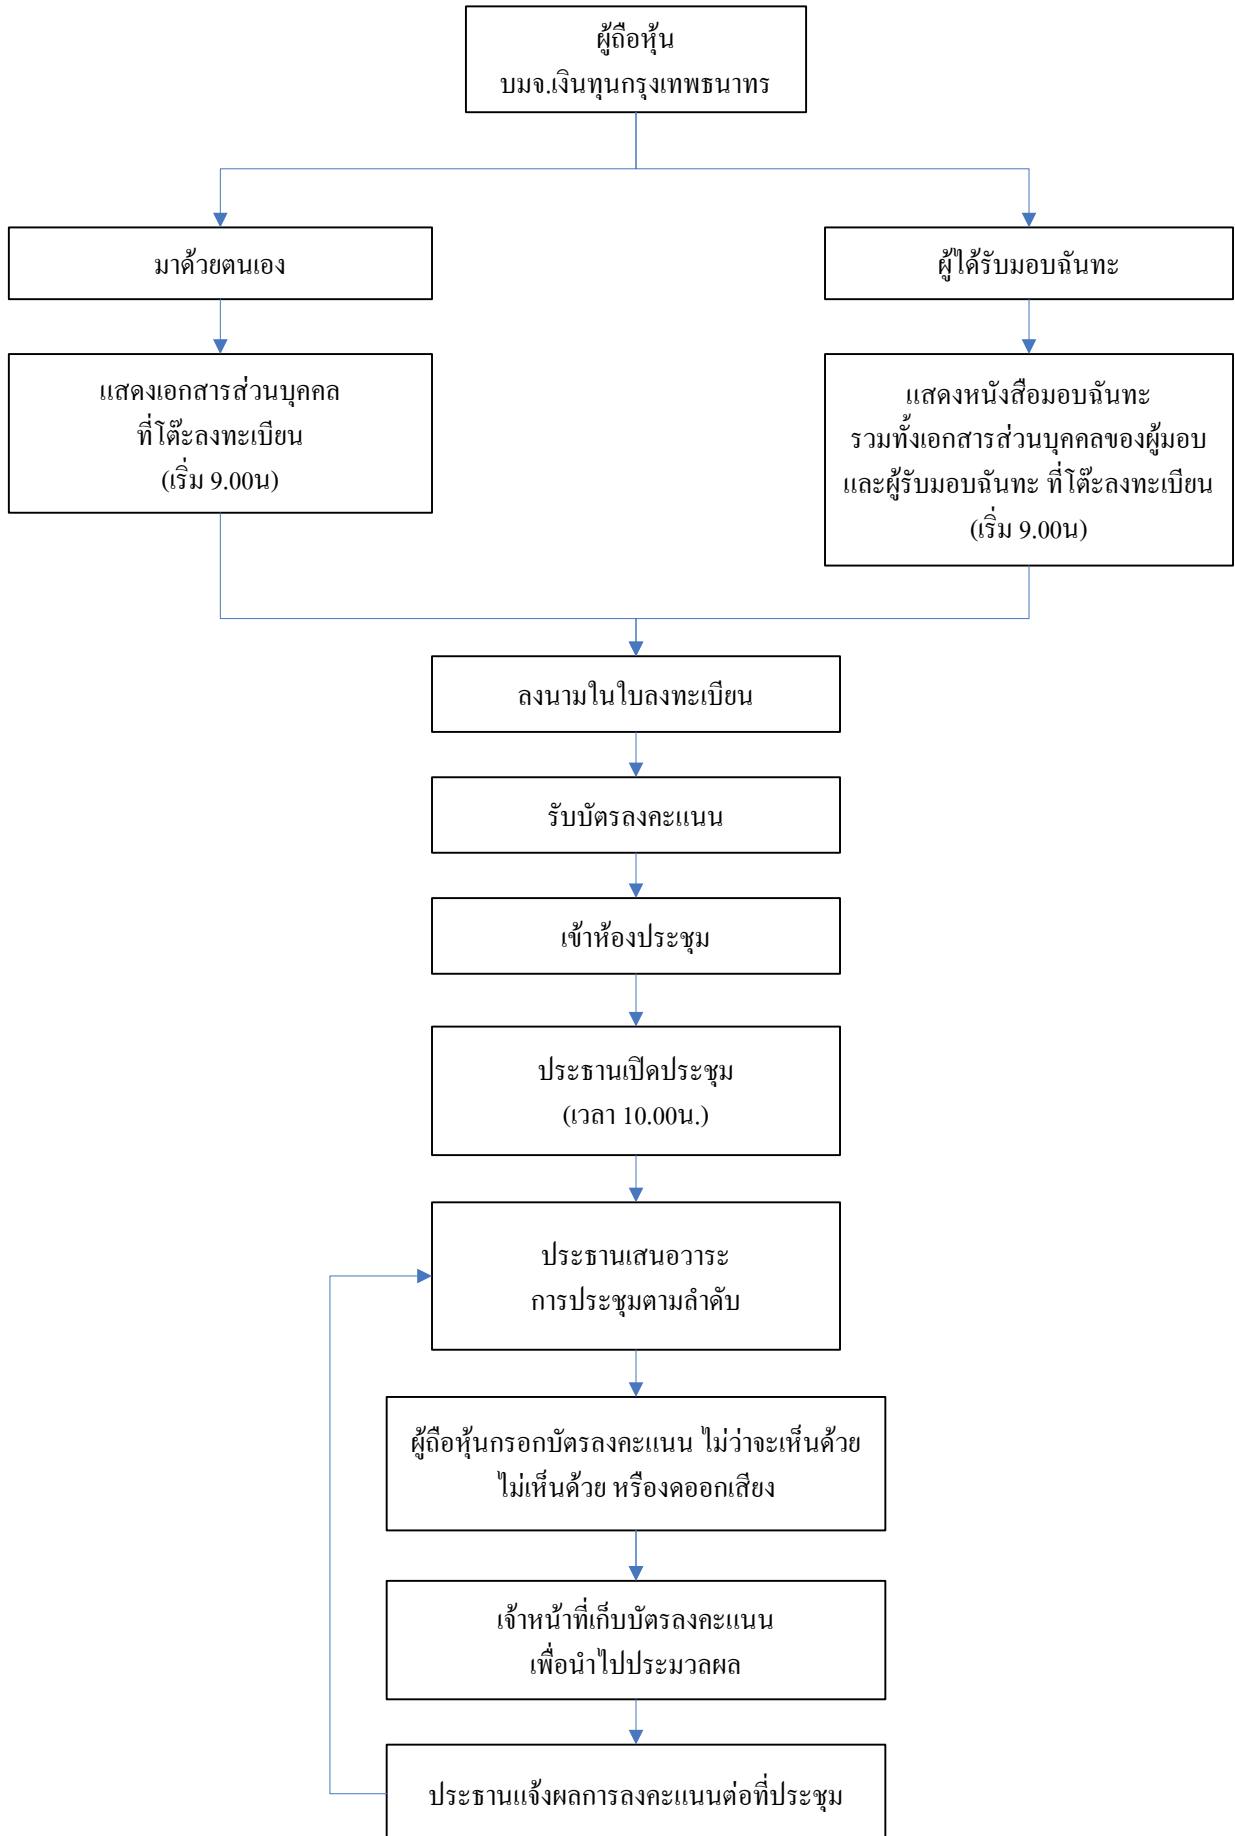 ผู้ถือหุ้น
บมจ.เงินทุนกรุงเทพธนาทร
มาด้วยตนเอง
ผู้ได้รับมอบฉันทะ
แสดงเอกสารส่วนบุคคล
ที่โต๊ะลงทะเบียน
(เริ่ม 9.00น)
แสดงหนังสือมอบฉันทะ
รวมทั้งเอกสารส่วนบุคคลของผู้มอบ
และผู้รับมอบฉันทะ ที่โต๊ะลงทะเบียน
(เริ่ม 9.00น)
ลงนามในใบลงทะเบียน
รับบัตรลงคะแนน
เข้าห้องประชุม
ประธานเปิดประชุม
(เวลา 10.00น.)
ประธานเสนอวาระ
การประชุมตามลำดับ
ผู้ถือหุ้นกรอกบัตรลงคะแนน ไม่ว่าจะเห็นด้วย
ไม่เห็นด้วย หรืองดออกเสียง
เจ้าหน้าที่เก็บบัตรลงคะแนน
เพื่อนำไปประมวลผล
ประธานแจ้งผลการลงคะแนนต่อที่ประชุม